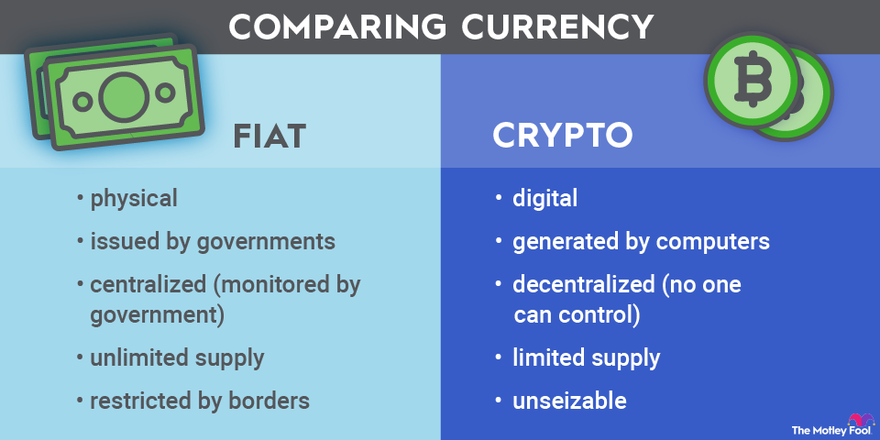 COMPARING CURRENCY
FIAT
• physical
• issued by governments
• centralized (monitored by
government)
• unlimited supply
• restricted by borders
CRYPTO
• digital
• generated by computers
• decentralized (no one
can control)
• limited supply
• unseizable
The Motley Fool